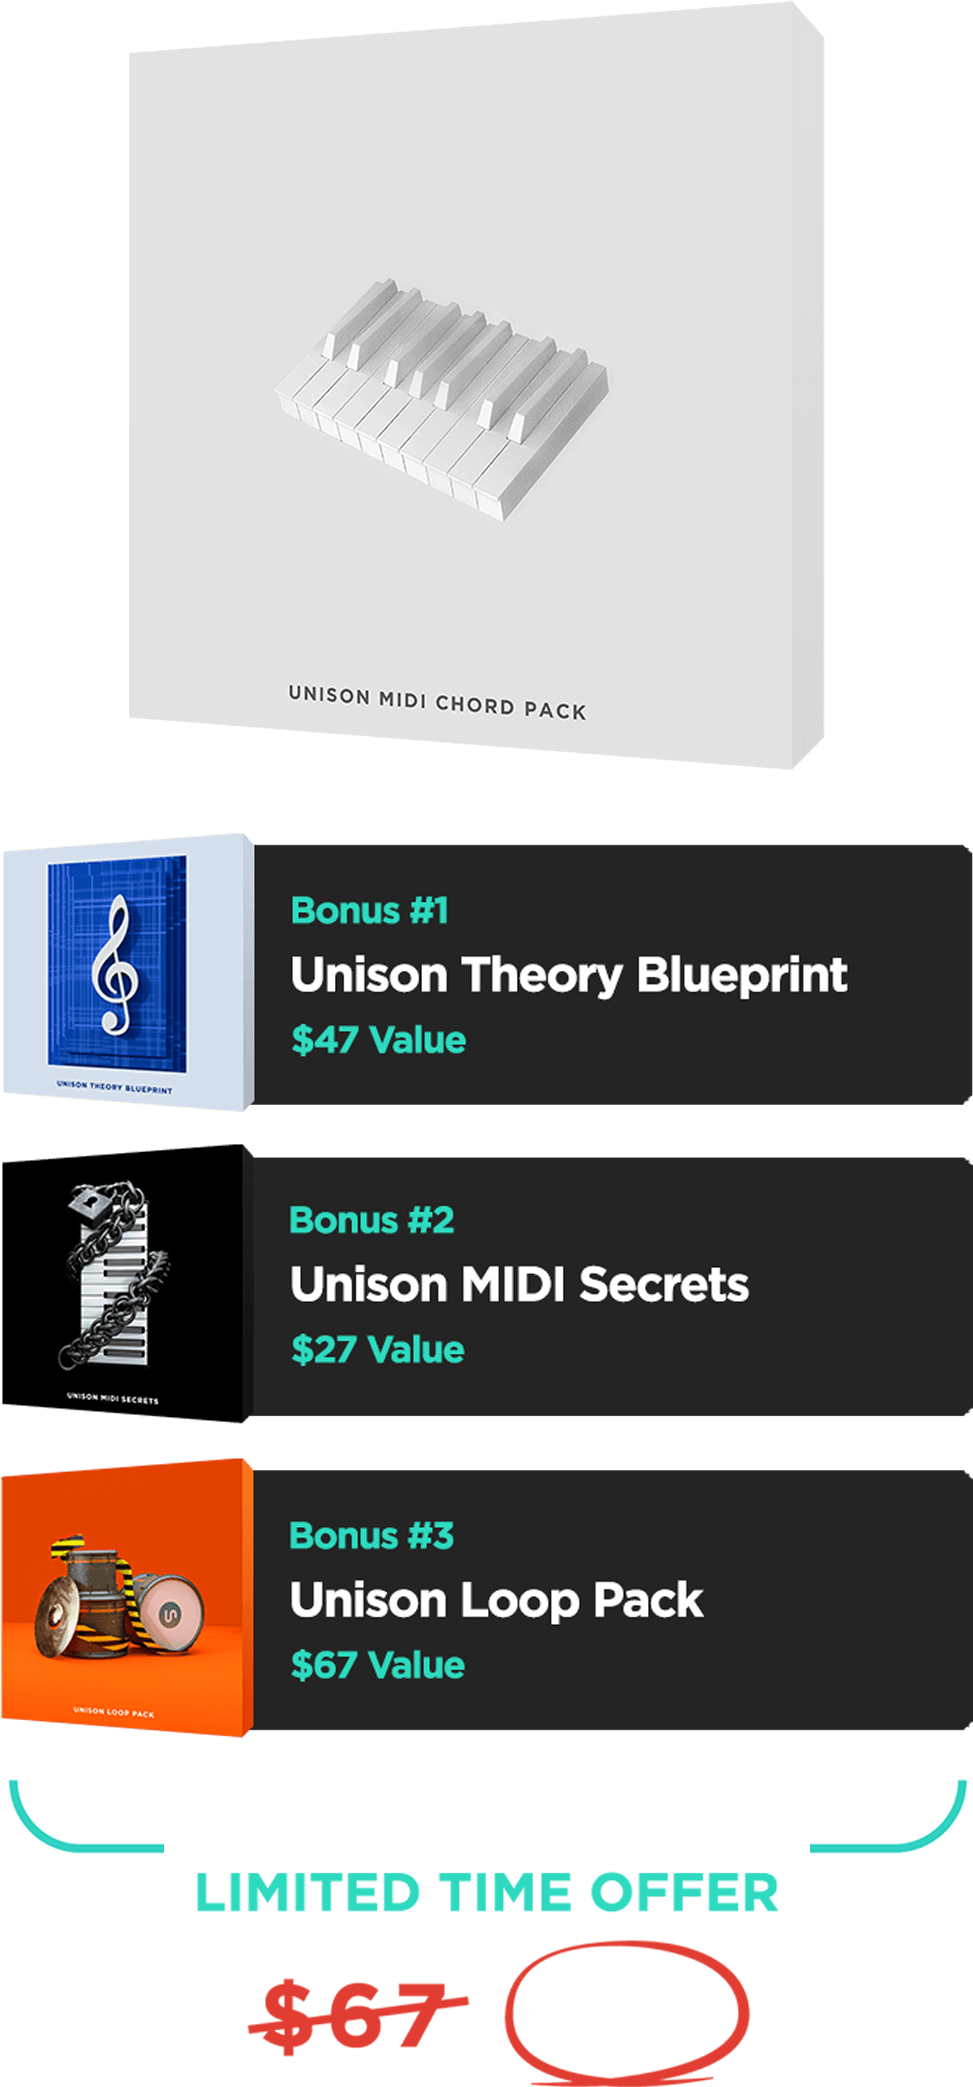 UNISON MIDI CHORD PACK
Bonus #1
Unison Theory Blueprint
$47 Value
UNISON THEORY BLUEPRINT
Bonus #2
Unison MIDI Secrets
$27 Value
UNISON MIDI SECRETS
Bonus #3
Unison Loop Pack
$67 Value
UNISON LOOP PACK
LIMITED TIME OFFER
$67